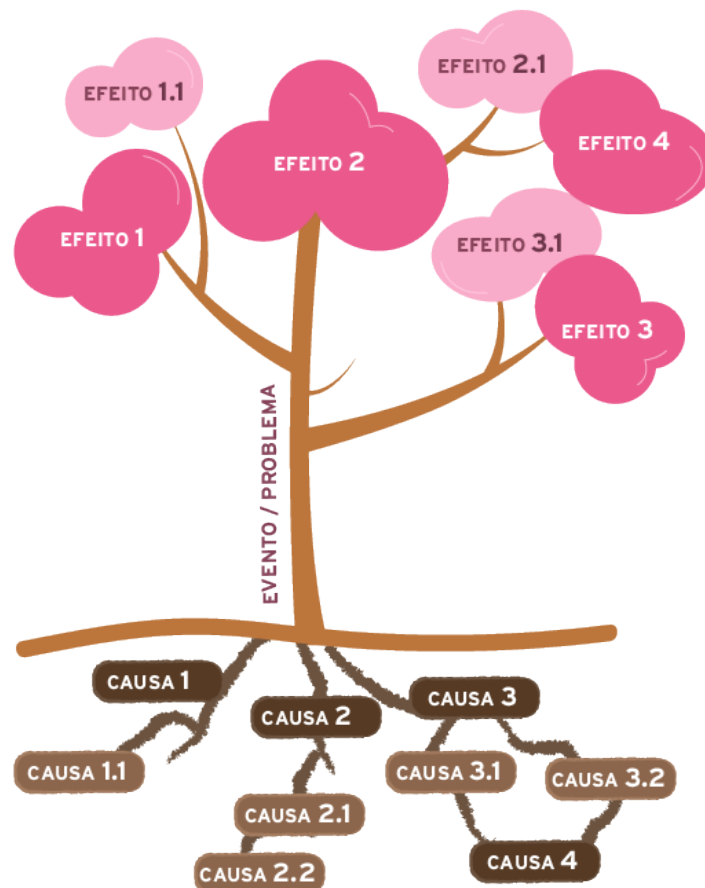 EFEITO 2.1
EFEITO 1.1
EFEITO 4
EFEITO 2
EFEITO 1
EFEITO 3.1
EFEITO 3
EVENTO / PROBLEMA
CAUSA 1
CAUSA 3
CAUSA 2
CAUSA 1.1
CAUSA 3.1
CAUSA 3.2
CAUSA 2.1
CAUSA 4
CAUSA 2.2